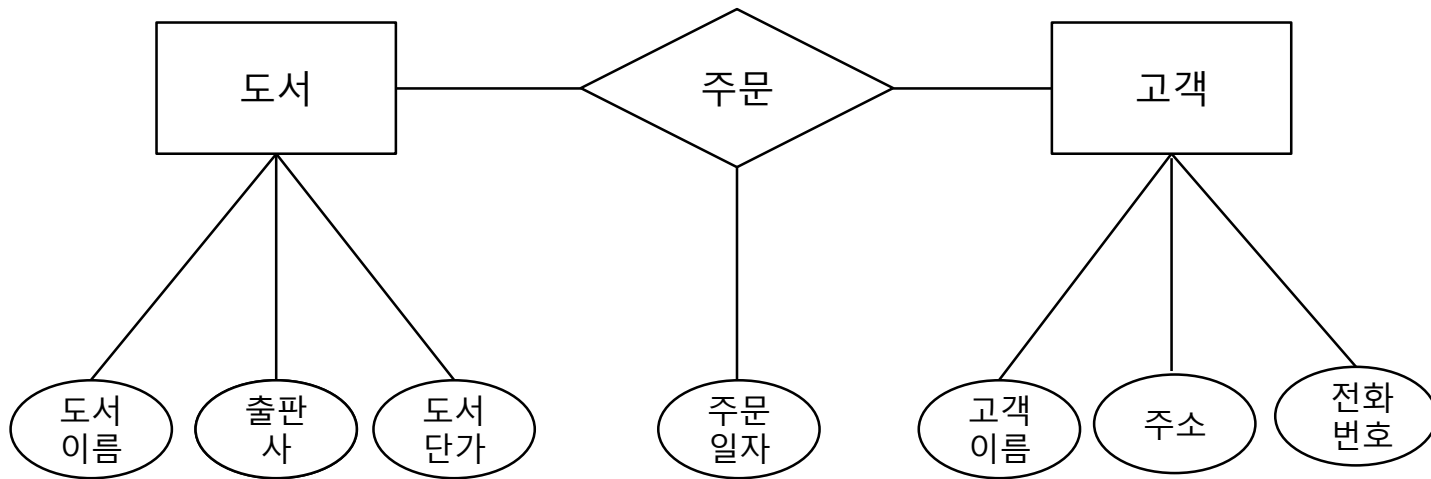 도서
주문
고객
도서
이름
출판
사
도서
단가
주문
일자
고객
이름
주소
전화
번호